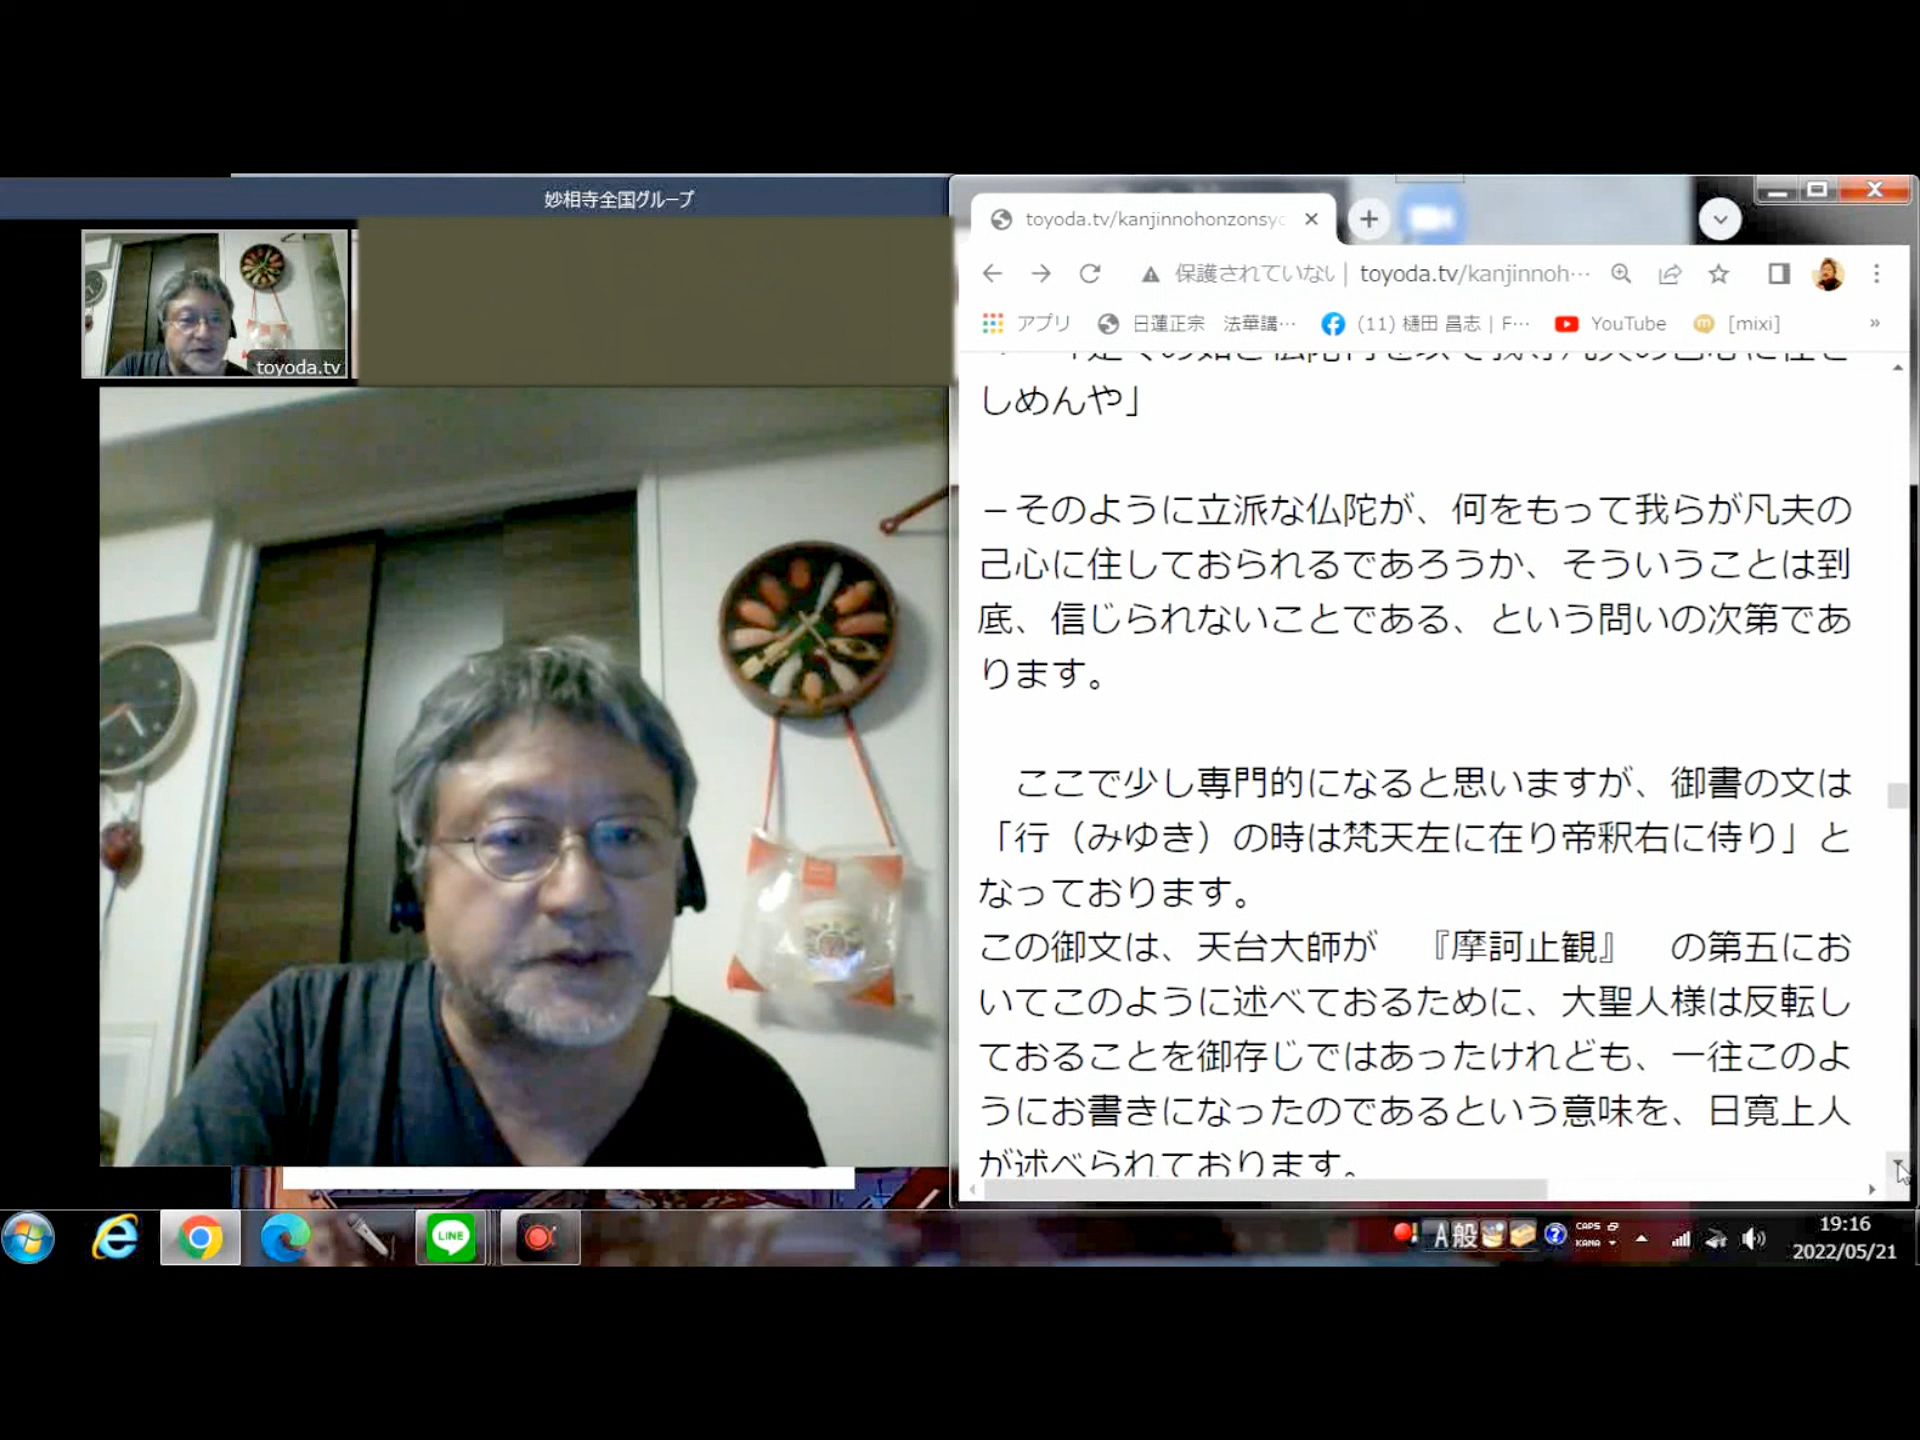 妙相寺全国グループ
toyoda.tv
toyoda.tv/kanjinnohonzonsyc
保護されていない
toyoda.tv/kanjinnoh…
アプリ
日蓮正宗 法華講…
(11) 樋田 昌志 | F…
YouTube
[mixi]
»
しめんや」
－そのように立派な仏陀が、何をもって我らが凡夫の
己心に住しておられるであろうか、そういうことは到
底、信じられないことである、という問いの次第であ
ります。
ここで少し専門的になると思いますが、御書の文は
「行（みゆき）の時は梵天左に在り帝釈右に侍り」と
なっております。
この御文は、天台大師が　『摩訶止観』　の第五にお
いてこのように述べておるために、大聖人様は反転し
ておることを御存じではあったけれども、一往このよ
うにお書きになったのであるという意味を、日寛上人
が述べられております。
LINE
A 般
CAPS
KANA
19:16
2022/05/21